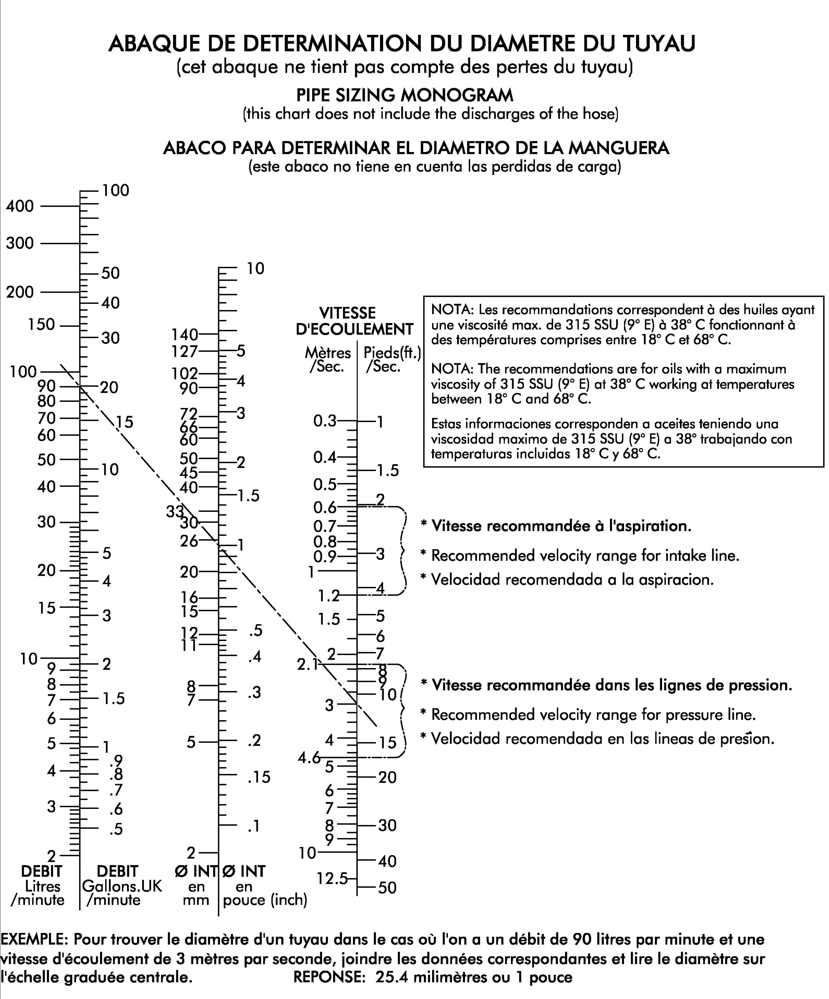 ABAQUE DE DETERMINATION DU DIAMETRE DU TUYAU
(cet abaque ne tient pas compte des pertes du tuyau)
PIPE SIZING MONOGRAM
(this chart does not include the discharges of the hose)
ABACO PARA DETERMINAR EL DIAMETRO DE LA MANGUERA
(este abaco no tiene en cuenta las perdidas de carga)
400
300
200
150
100
90
80
70
60
50
40
30
20
15
10
9
8
7
6
5
4
3
2
DEBIT
Litres
/minute
100
50
40
30
20
15
10
5
4
3
2
1.5
1
.9
.8
.7
.6
.5
DEBIT
Gallons.UK
/minute
140
127
102
90
72
66
60
50
45
40
33
30
26
20
16
15
12
11
8
7
5
2
Ø INT
en
mm
10
5
4
3
2
1.5
1
.5
.4
.3
.2
.15
.1
Ø INT
en
pouce (inch)
VITESSE
D'ECOULEMENT
Mètres
/Sec.
0.3
0.4
0.5
0.6
0.7
0.8
0.9
1
1.2
1.5
2
2.1
3
4
4.6
5
6
7
8
9
10
12.5
Pieds(ft.)
/Sec.
1
1.5
2
3
4
5
6
7
8
9
10
15
20
30
40
50
NOTA: Les recommandations correspondent à des huiles ayant
une viscosité max. de 315 SSU (9° E) à 38° C fonctionnant à
des températures comprises entre 18° C et 68° C.
NOTA: The recommendations are for oils with a maximum
viscosity of 315 SSU (9° E) at 38° C working at temperatures
between 18° C and 68° C.
Estas informaciones corresponden a aceites teniendo una
viscosidad maximo de 315 SSU (9° E) a 38° trabajando con
temperaturas incluidas 18° C y 68° C.
* Vitesse recommandée à l'aspiration.
* Recommended velocity range for intake line.
* Velocidad recomendada a la aspiracion.
* Vitesse recommandée dans les lignes de pression.
* Recommended velocity range for pressure line.
* Velocidad recomendada en las lineas de presion.
EXEMPLE: Pour trouver le diamètre d'un tuyau dans le cas où l'on a un débit de 90 litres par minute et une
vitesse d'écoulement de 3 mètres par seconde, joindre les données correspondantes et lire le diamètre sur
l'échelle graduée centrale. REPONSE: 25.4 milimètres ou 1 pouce